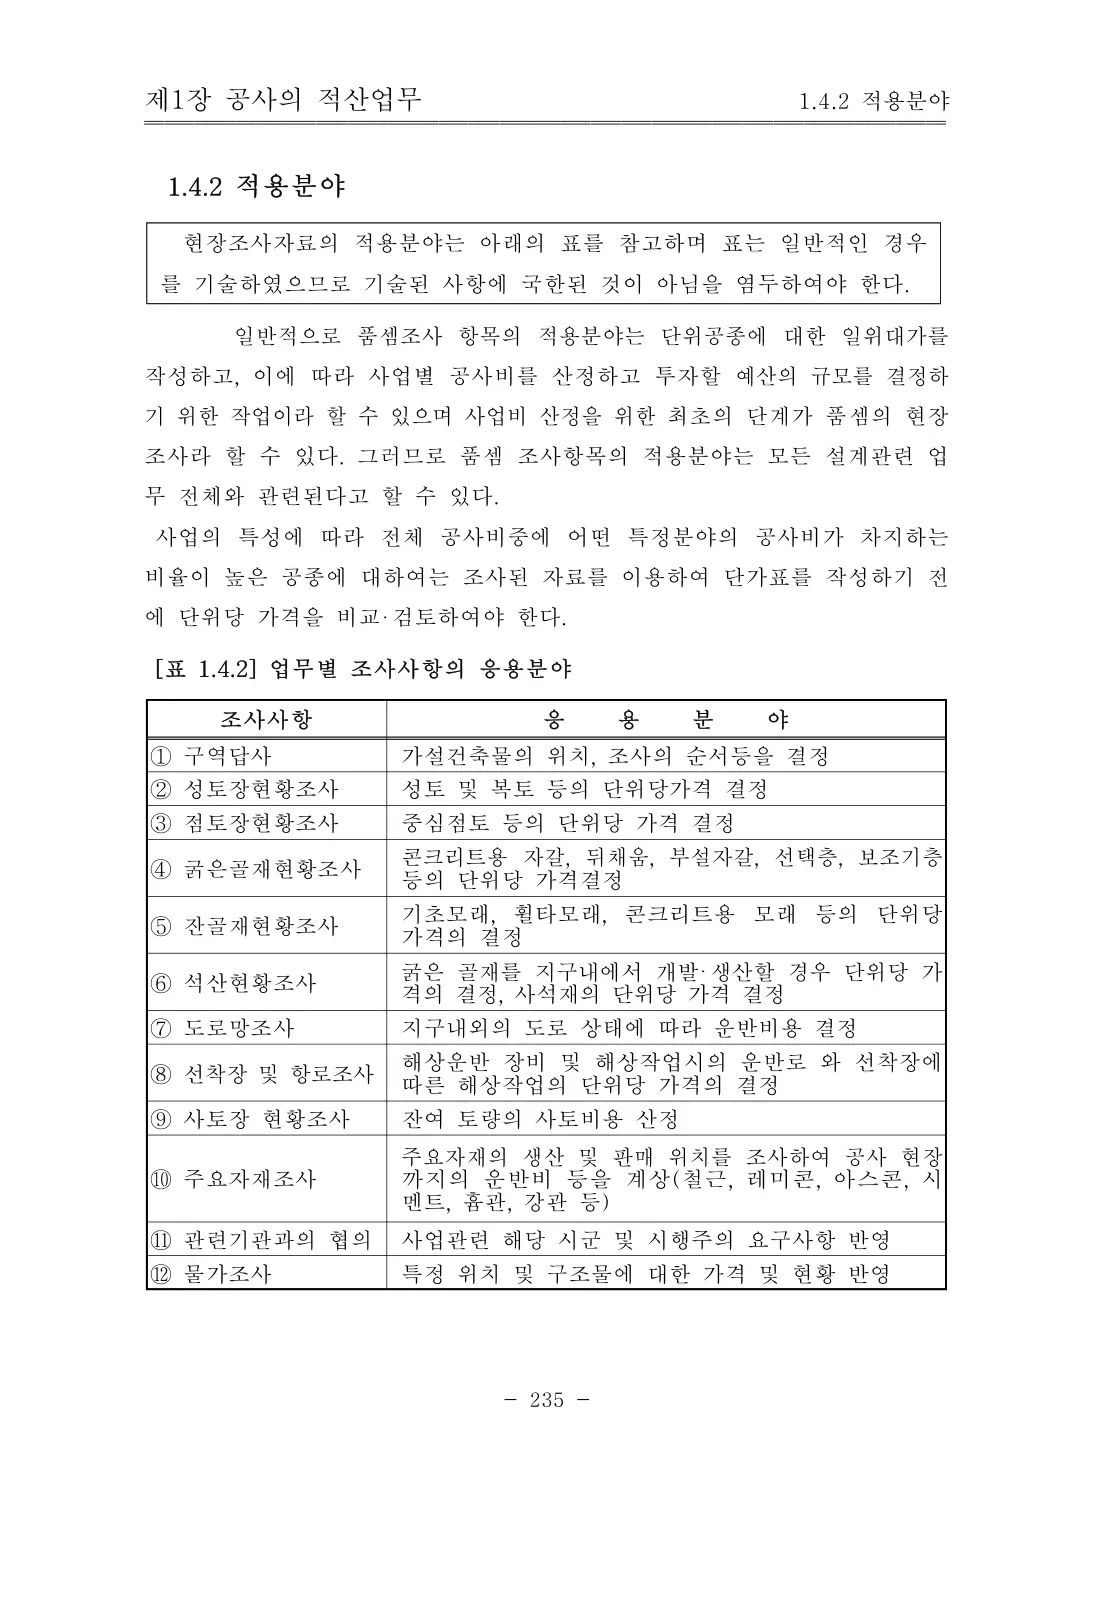 제1장 공사의 적산업무
1.4.2 적용분야
1.4.2 적용분야
현장조사자료의 적용분야는 아래의 표를 참고하며 표는 일반적인 경우
를 기술하였으므로 기술된 사항에 국한된 것이 아님을 염두하여야 한다.
일반적으로 품셈조사 항목의 적용분야는 단위공종에 대한 일위대가를
작성하고, 이에 따라 사업별 공사비를 산정하고 투자할 예산의 규모를 결정하
기 위한 작업이라 할 수 있으며 사업비 산정을 위한 최초의 단계가 품셈의 현장
조사라 할 수 있다. 그러므로 품셈 조사항목의 적용분야는 모든 설계관련 업
무 전체와 관련된다고 할 수 있다.
사업의 특성에 따라 전체 공사비중에 어떤 특정분야의 공사비가 차지하는
비율이 높은 공종에 대하여는 조사된 자료를 이용하여 단가표를 작성하기 전
에 단위당 가격을 비교·검토하여야 한다.
[표 1.4.2] 업무별 조사사항의 응용분야
조사사항
응 용 분 야
① 구역답사
가설건축물의 위치, 조사의 순서등을 결정
② 성토장현황조사
성토 및 복토 등의 단위당가격 결정
③ 점토장현황조사
중심점토 등의 단위당 가격 결정
④ 굵은골재현황조사
콘크리트용 자갈, 뒤채움, 부설자갈, 선택층, 보조기층
등의 단위당 가격결정
⑤ 잔골재현황조사
기초모래, 휠타모래, 콘크리트용 모래 등의 단위당
가격의 결정
⑥ 석산현황조사
굵은 골재를 지구내에서 개발·생산할 경우 단위당 가
격의 결정, 사석재의 단위당 가격 결정
⑦ 도로망조사
지구내외의 도로 상태에 따라 운반비용 결정
⑧ 선착장 및 항로조사
해상운반 장비 및 해상작업시의 운반로 와 선착장에
따른 해상작업의 단위당 가격의 결정
⑨ 사토장 현황조사
잔여 토량의 사토비용 산정
⑩ 주요자재조사
주요자재의 생산 및 판매 위치를 조사하여 공사 현장
까지의 운반비 등을 계상(철근, 레미콘, 아스콘, 시
멘트, 흄관, 강관 등)
⑪ 관련기관과의 협의
사업관련 해당 시군 및 시행주의 요구사항 반영
⑫ 물가조사
특정 위치 및 구조물에 대한 가격 및 현황 반영
- 235 -